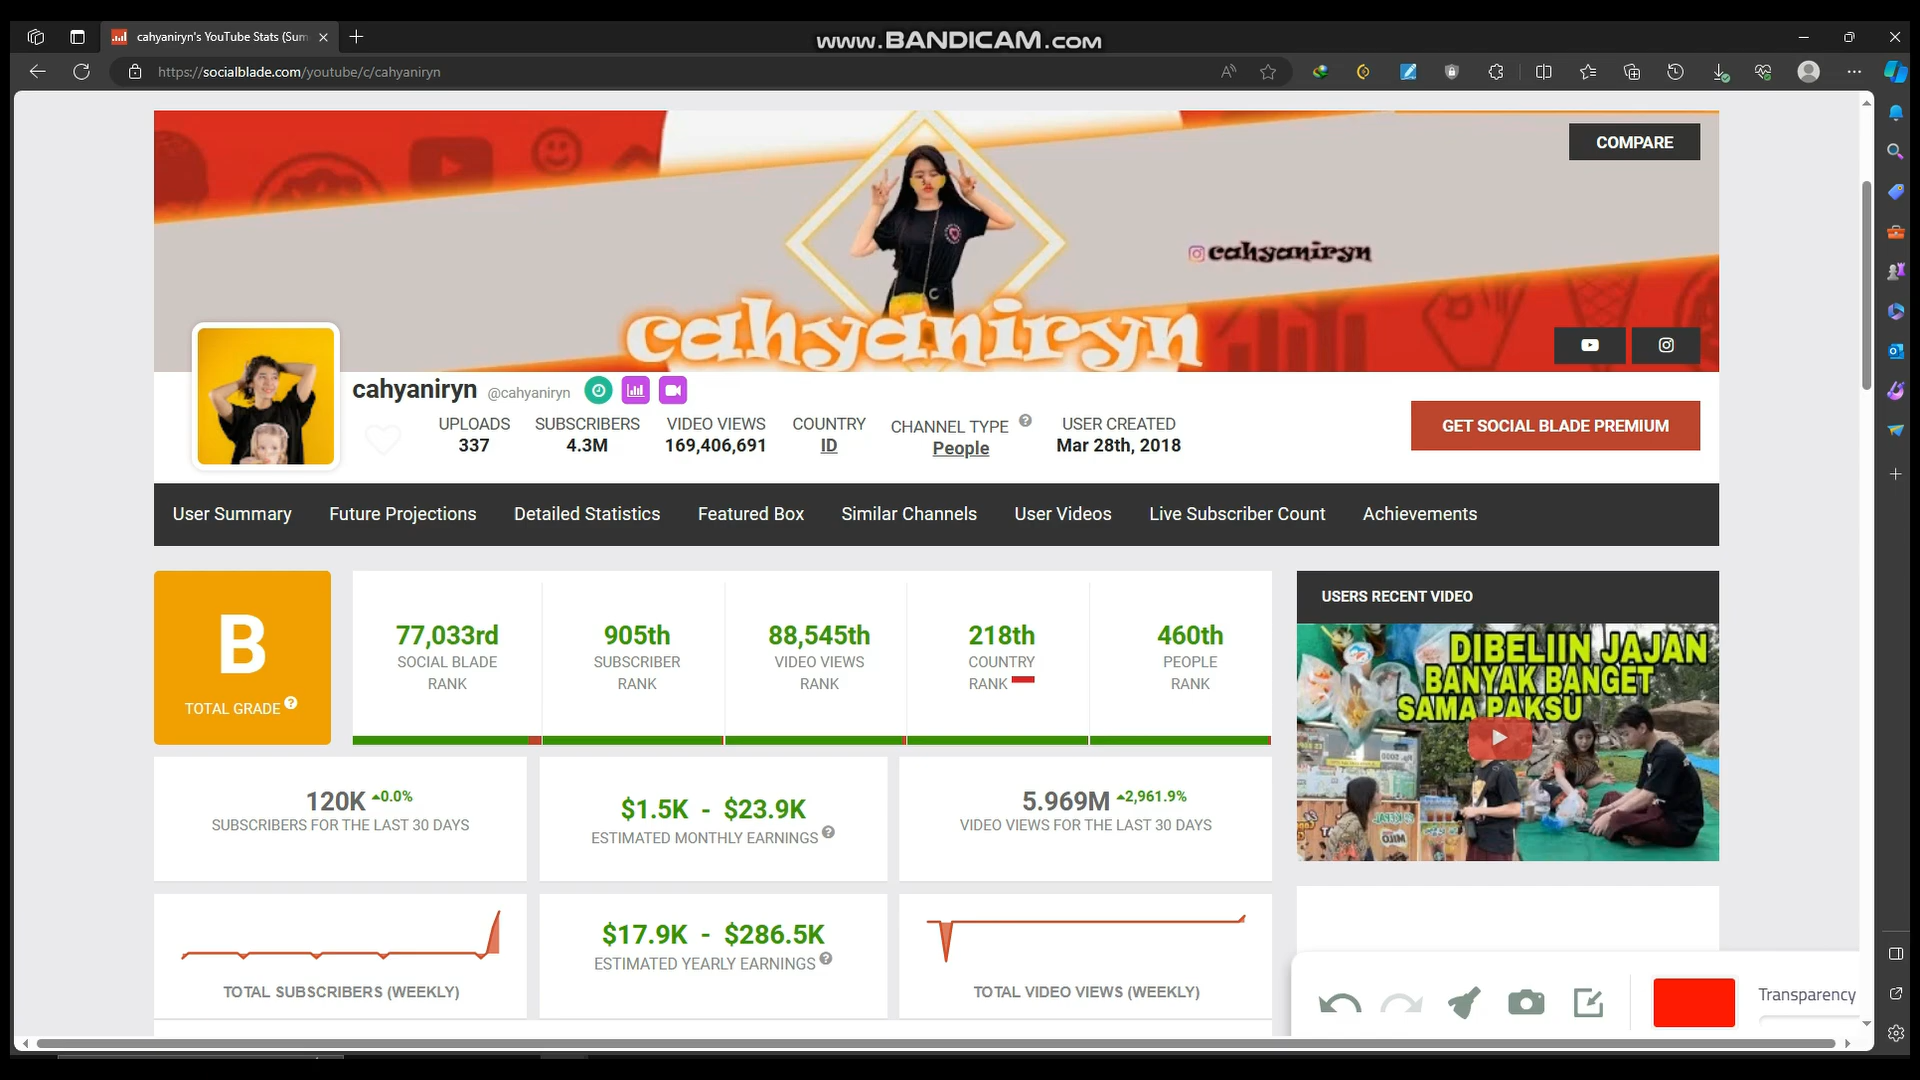 www.BANDICAM.com
cahyaniryn's YouTube Stats (Sum
https://socialblade.com/youtube/c/cahyaniryn
COMPARE
cahyaniryn
cahyaniryn
cahyaniryn @cahyaniryn
UPLOADS SUBSCRIBERS VIDEO VIEWS COUNTRY CHANNEL TYPE USER CREATED
337 4.3M 169,406,691 ID People Mar 28th, 2018
GET SOCIAL BLADE PREMIUM
User Summary Future Projections Detailed Statistics Featured Box Similar Channels User Videos Live Subscriber Count Achievements
B
TOTAL GRADE
77,033rd
SOCIAL BLADE
RANK
905th
SUBSCRIBER
RANK
88,545th
VIDEO VIEWS
RANK
218th
COUNTRY
RANK
460th
PEOPLE
RANK
USERS RECENT VIDEO
DIBELIIN JAJAN
BANYAK BANGET
SAMA PAKSU
120K 0.0%
SUBSCRIBERS FOR THE LAST 30 DAYS
$1.5K - $23.9K
ESTIMATED MONTHLY EARNINGS
5.969M 2,961.9%
VIDEO VIEWS FOR THE LAST 30 DAYS
TOTAL SUBSCRIBERS (WEEKLY)
$17.9K - $286.5K
ESTIMATED YEARLY EARNINGS
TOTAL VIDEO VIEWS (WEEKLY)
Transparency